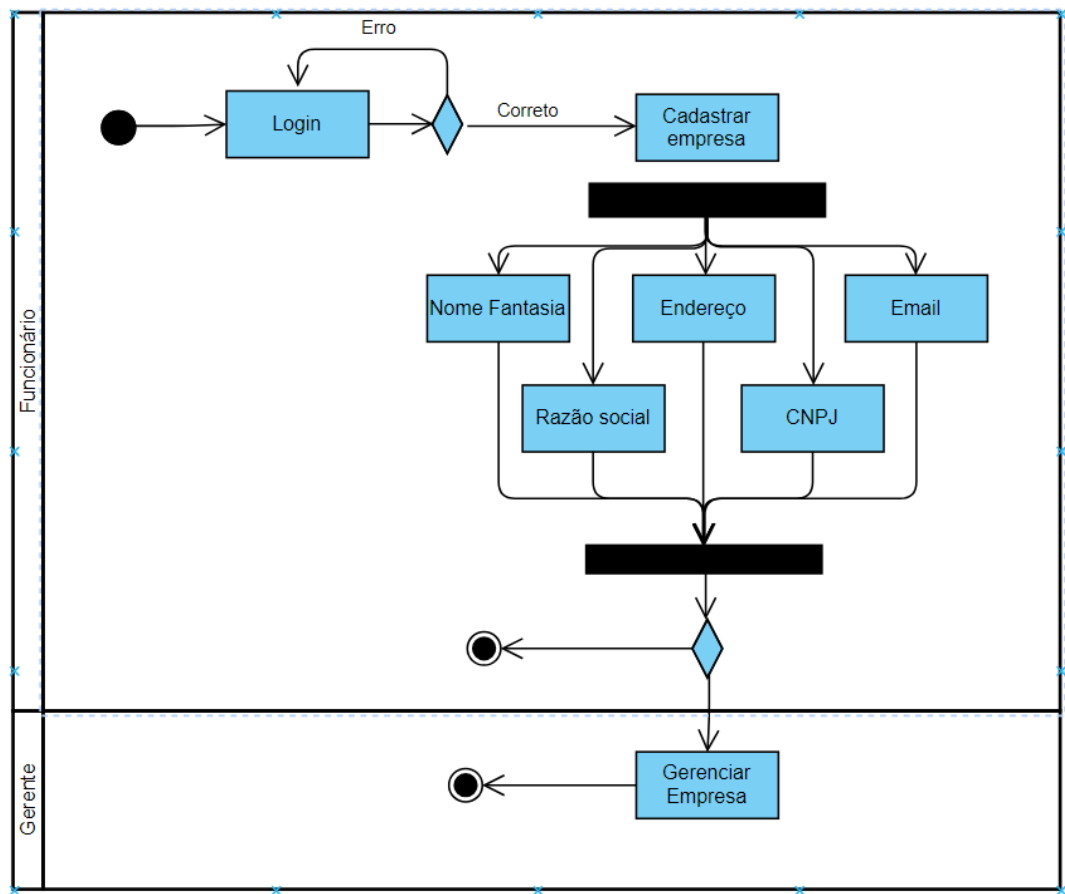 Erro
Login
Correto
Cadastrar
empresa
Nome Fantasia
Endereço
Email
Razão social
CNPJ
Funcionário
Gerenciar
Empresa
Gerente